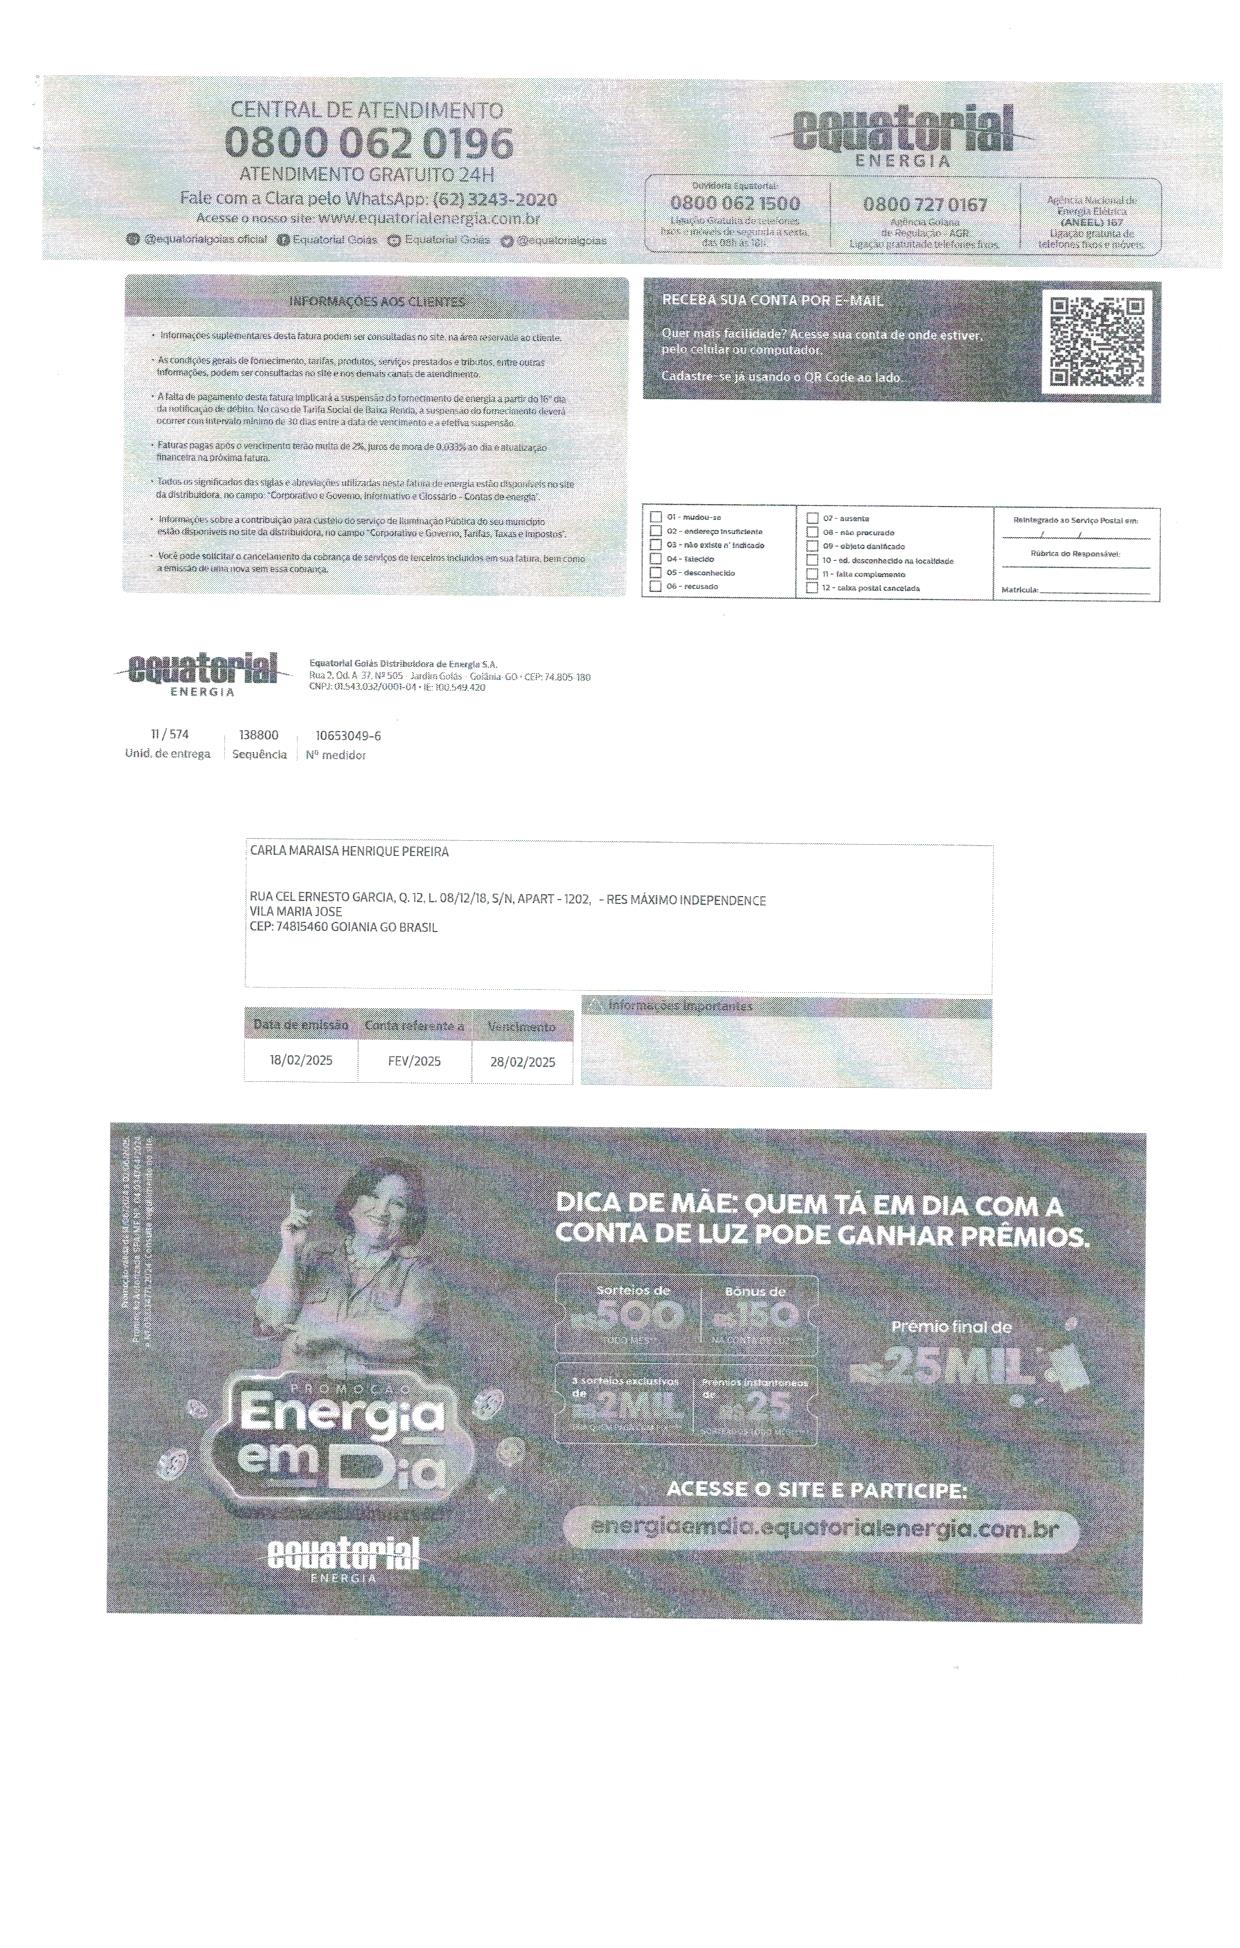 CENTRAL DE ATENDIMENTO
0800 062 0196
ATENDIMENTO GRATUITO 24H
Fale com a Clara pelo WhatsApp: (62) 3243-2020
Acesse o nosso site: www.equatorialenergia.com.br
@equatorialgoias.oficial Equatorial Goiás Equatorial Goiás @equatorialgoias
equatorial
ENERGIA
Ouvidoria Equatorial:
0800 062 1500
Ligação Gratuita de telefones
fixos e móveis de segunda a sexta,
das 08h às 18h.
0800 727 0167
Agência Goiana
de Regulação - AGR
Ligação gratuita de telefones fixos.
Agência Nacional de
Energia Elétrica
(ANEEL) 167
Ligação gratuita de
telefones fixos e móveis.
INFORMAÇÕES AOS CLIENTES
• Informações suplementares desta fatura podem ser consultadas no site, na área reservada ao cliente.
• As condições gerais de fornecimento, tarifas, produtos, serviços prestados e tributos, entre outras
informações, podem ser consultadas no site e nos demais canais de atendimento.
• A falta de pagamento desta fatura implicará a suspensão do fornecimento de energia a partir do 16º dia
da notificação de débito. No caso de Tarifa Social de Baixa Renda, a suspensão do fornecimento deverá
ocorrer com intervalo mínimo de 30 dias entre a data de vencimento e a efetiva suspensão.
• Faturas pagas após o vencimento terão multa de 2%, juros de mora de 0,033% ao dia e atualização
financeira na próxima fatura.
• Todos os significados das siglas e abreviações utilizadas nesta fatura de energia estão disponíveis no site
da distribuidora, no campo: "Corporativo e Governo, Informativo e Glossário - Contas de energia".
• Informações sobre a contribuição para custeio do serviço de Iluminação Pública do seu município
estão disponíveis no site da distribuidora, no campo "Corporativo e Governo, Tarifas, Taxas e Impostos".
• Você pode solicitar o cancelamento da cobrança de serviços de terceiros incluídos em sua fatura, bem como
a emissão de uma nova sem essa cobrança.
RECEBA SUA CONTA POR E-MAIL
Quer mais facilidade? Acesse sua conta de onde estiver,
pelo celular ou computador.
Cadastre-se já usando o QR Code ao lado.
01 - mudou-se
02 - endereço insuficiente
03 - não existe nº indicado
04 - falecido
05 - desconhecido
06 - recusado
07 - ausente
08 - não procurado
09 - objeto danificado
10 - ed. desconhecido na localidade
11 - falta complemento
12 - caixa postal cancelada
Reintegrado ao Serviço Postal em:
____/____/____
Rúbrica do Responsável:
Matrícula:
equatorial
ENERGIA
Equatorial Goiás Distribuidora de Energia S.A.
Rua 2, Qd. A-37, Nº 505 - Jardim Goiás - Goiânia-GO • CEP: 74.805-180
CNPJ: 01.543.032/0001-04 • IE: 100.549.420
11 / 574 138800 10653049-6
Unid. de entrega Sequência Nº medidor
CARLA MARAISA HENRIQUE PEREIRA
RUA CEL ERNESTO GARCIA, Q. 12, L. 08/12/18, S/N, APART - 1202, - RES MÁXIMO INDEPENDENCE
VILA MARIA JOSE
CEP: 74815460 GOIANIA GO BRASIL
Data de emissão Conta referente a Vencimento
18/02/2025 FEV/2025 28/02/2025
Informações Importantes
DICA DE MÃE: QUEM TÁ EM DIA COM A
CONTA DE LUZ PODE GANHAR PRÊMIOS.
Sorteios de
R$500
TODO MÊS
Bônus de
R$150
NA CONTA DE LUZ
3 sorteios exclusivos
de R$2MIL
Prêmios instantâneos
de R$25
Prêmio final de
R$25MIL
PROMOÇÃO
Energia
em Dia
equatorial
ENERGIA
ACESSE O SITE E PARTICIPE:
energiaemdia.equatorialenergia.com.br